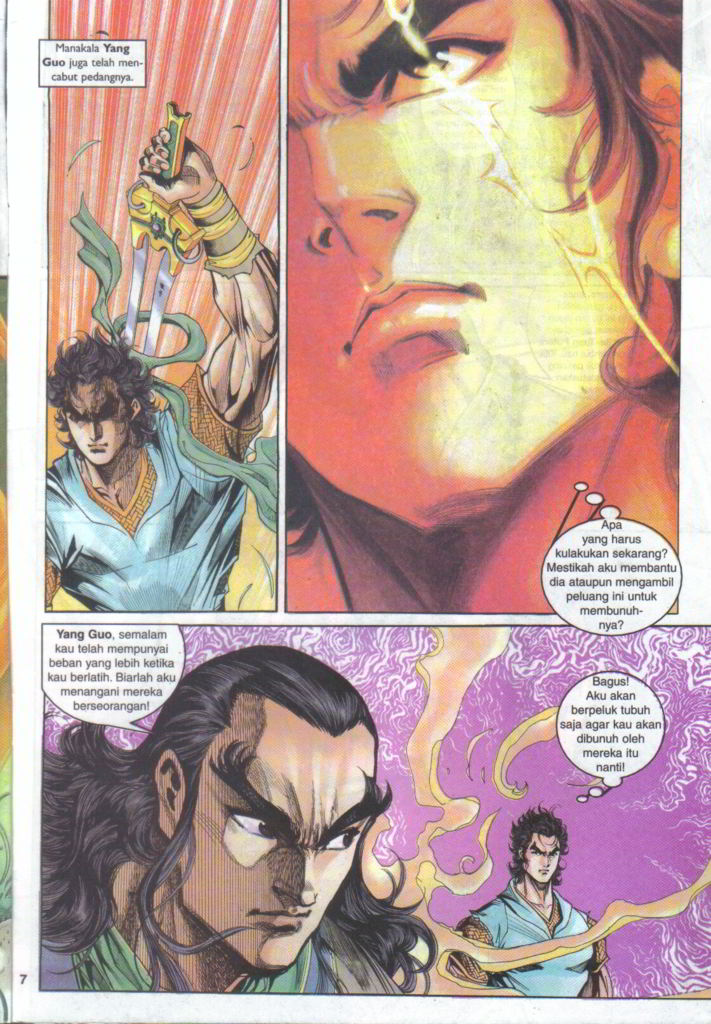 Manakala Yang
Guo juga telah men-
cabut pedangnya.
Apa
yang harus
kulakukan sekarang?
Mestikah aku membantu
dia ataupun mengambil
peluang ini untuk
membunuh-
nya?
Yang Guo, semalam
kau telah mempunyai
beban yang lebih ketika
kau berlatih. Biarlah aku
menangani mereka
berseorangan!
Bagus!
Aku akan
berpeluk tubuh
saja agar kau akan
dibunuh oleh
mereka itu
nanti!
7